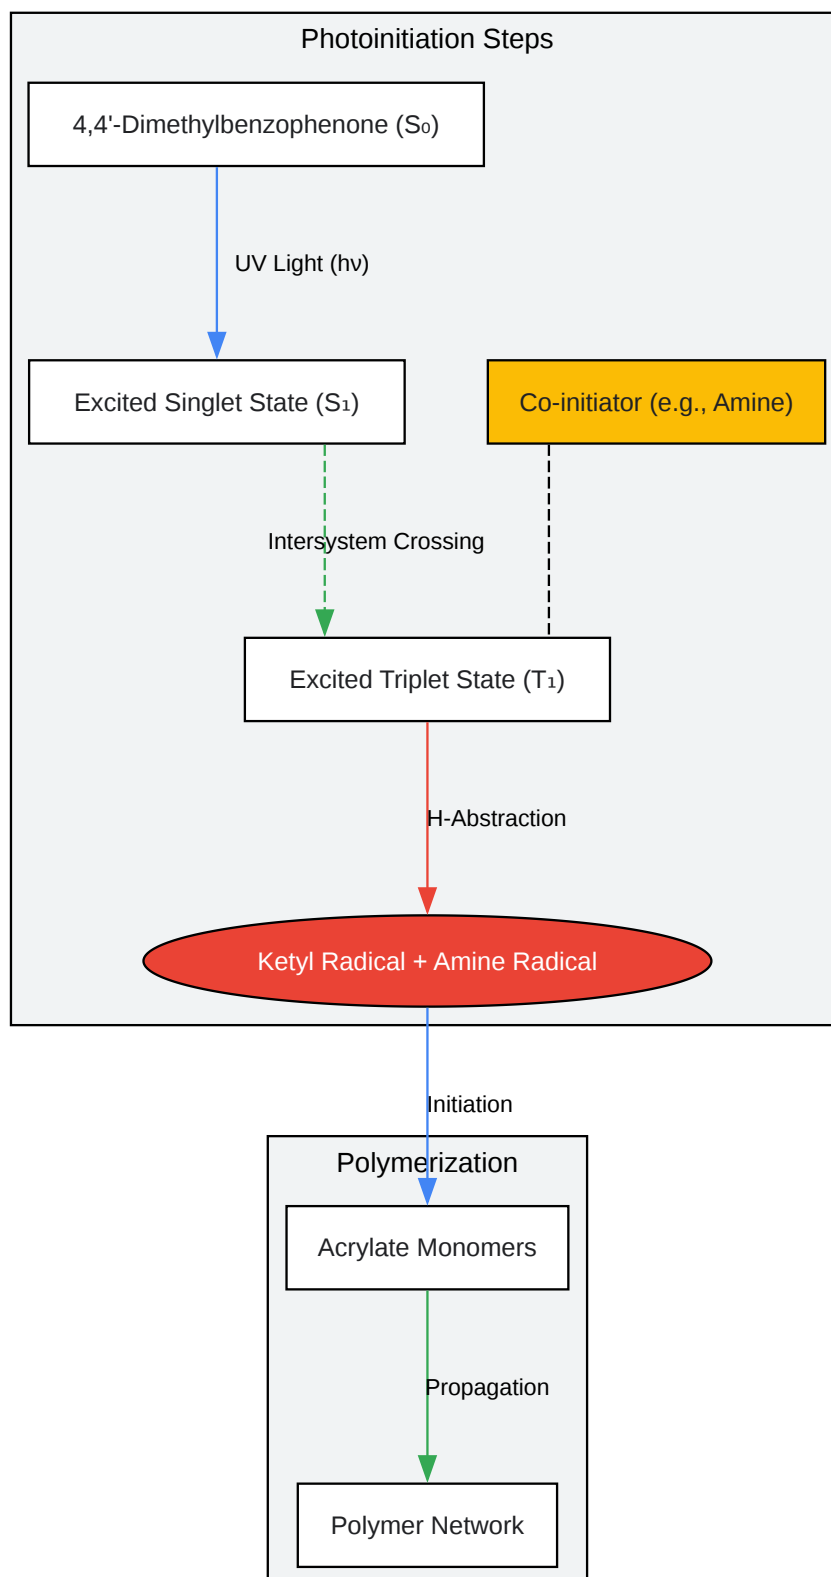 Photoinitiation Steps
4,4'-Dimethylbenzophenone (S₀)
UV Light (hν)
Excited Singlet State (S₁)
Co-initiator (e.g., Amine)
Intersystem Crossing
Excited Triplet State (T₁)
H-Abstraction
Ketyl Radical + Amine Radical
Initiation
Polymerization
Acrylate Monomers
Propagation
Polymer Network